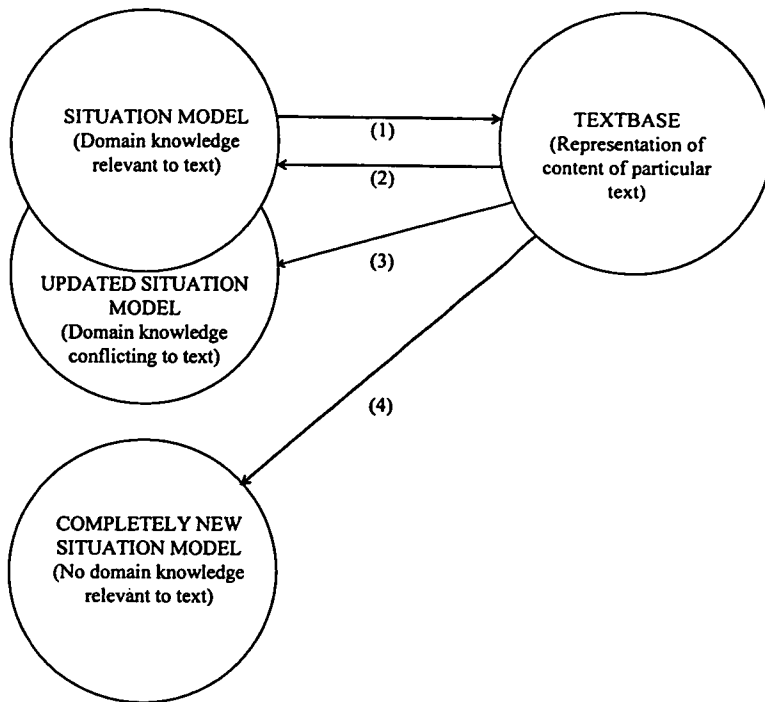 SITUATION MODEL
(Domain knowledge
relevant to text)
(1)
(2)
TEXTBASE
(Representation of
content of particular
text)
(3)
UPDATED SITUATION
MODEL
(Domain knowledge
conflicting to text)
(4)
COMPLETELY NEW
SITUATION MODEL
(No domain knowledge
relevant to text)